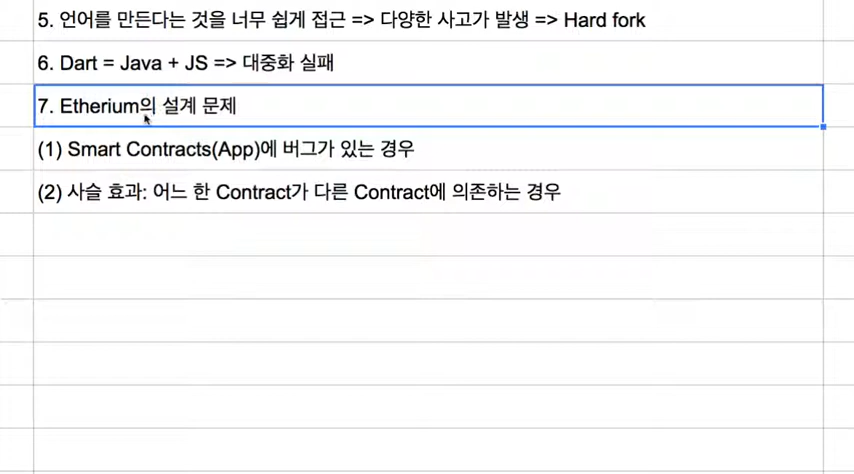 5. 언어를 만든다는 것을 너무 쉽게 접근 => 다양한 사고가 발생 => Hard fork
6. Dart = Java + JS => 대중화 실패
7. Etherium의 설계 문제
(1) Smart Contracts(App)에 버그가 있는 경우
(2) 사슬 효과: 어느 한 Contract가 다른 Contract에 의존하는 경우